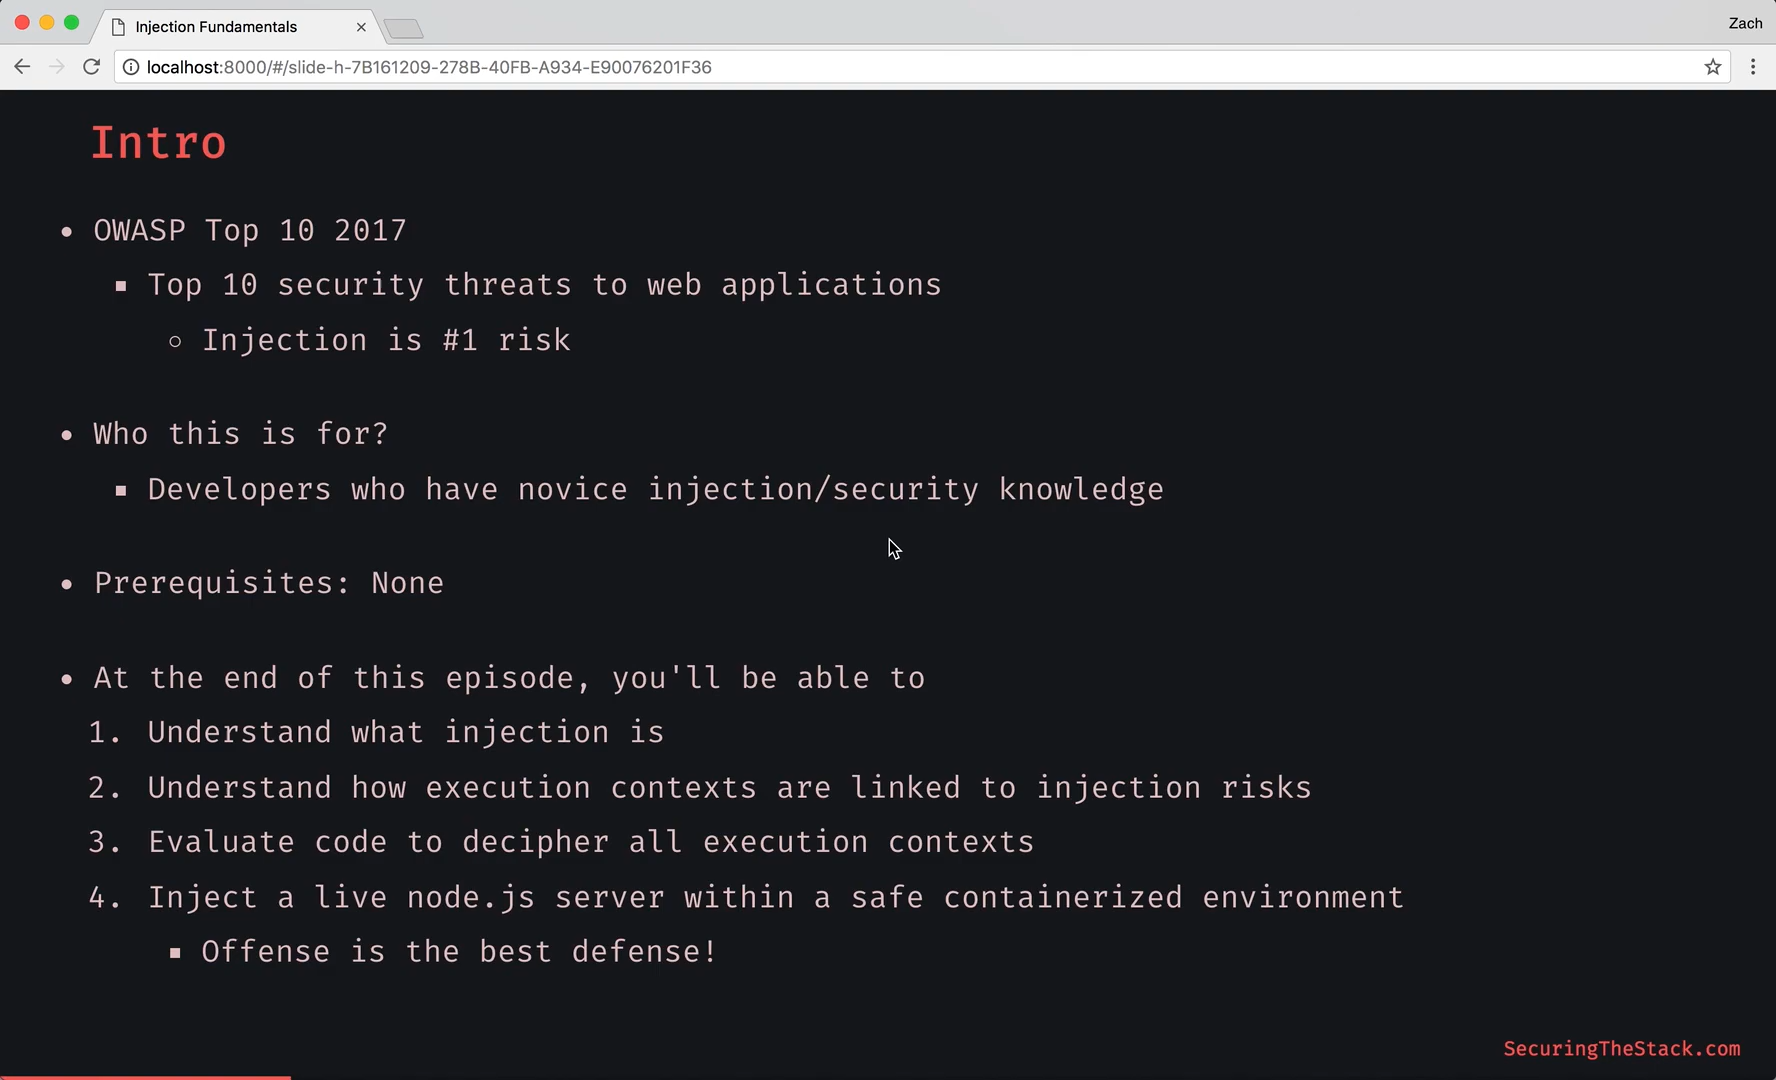 Injection Fundamentals
Zach
localhost:8000/#/slide-h-7B161209-278B-40FB-A934-E90076201F36
Intro
• OWASP Top 10 2017
▪ Top 10 security threats to web applications
○ Injection is #1 risk
• Who this is for?
▪ Developers who have novice injection/security knowledge
• Prerequisites: None
• At the end of this episode, you'll be able to
1. Understand what injection is
2. Understand how execution contexts are linked to injection risks
3. Evaluate code to decipher all execution contexts
4. Inject a live node.js server within a safe containerized environment
▪ Offense is the best defense!
SecuringTheStack.com